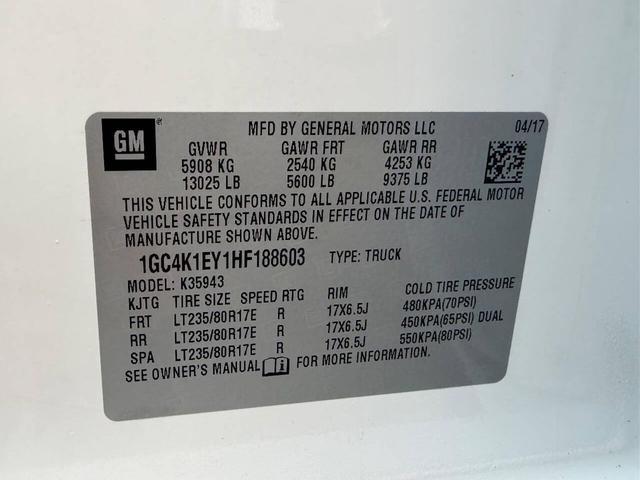 GM
MFD BY GENERAL MOTORS LLC 04/17
GVWR GAWR FRT GAWR RR
5908 KG 2540 KG 4253 KG
13025 LB 5600 LB 9375 LB
THIS VEHICLE CONFORMS TO ALL APPLICABLE U.S. FEDERAL MOTOR
VEHICLE SAFETY STANDARDS IN EFFECT ON THE DATE OF
MANUFACTURE SHOWN ABOVE.
1GC4K1EY1HF188603 TYPE: TRUCK
MODEL: K35943
KJTG TIRE SIZE SPEED RTG RIM COLD TIRE PRESSURE
FRT LT235/80R17E R 17X6.5J 480KPA(70PSI)
RR LT235/80R17E R 17X6.5J 450KPA(65PSI) DUAL
SPA LT235/80R17E R 17X6.5J 550KPA(80PSI)
SEE OWNER'S MANUAL FOR MORE INFORMATION.